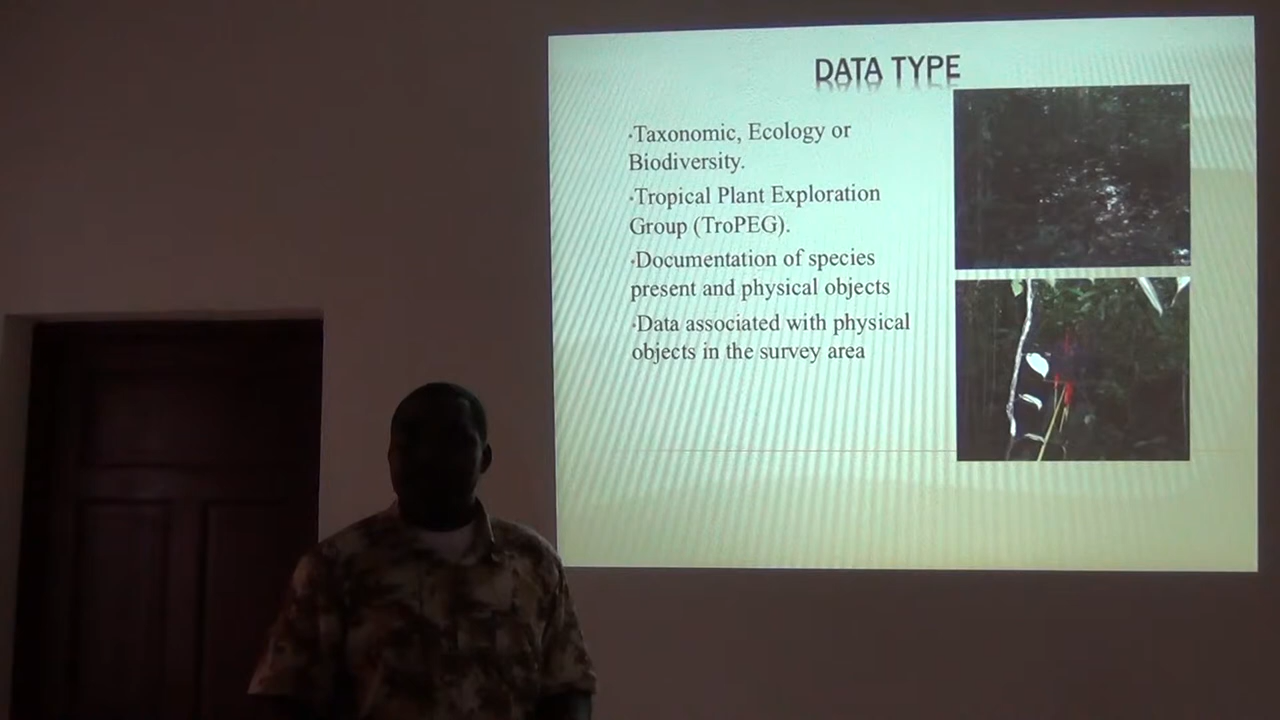 DATA TYPE
•Taxonomic, Ecology or
Biodiversity.
•Tropical Plant Exploration
Group (TroPEG).
•Documentation of species
present and physical objects
•Data associated with physical
objects in the survey area